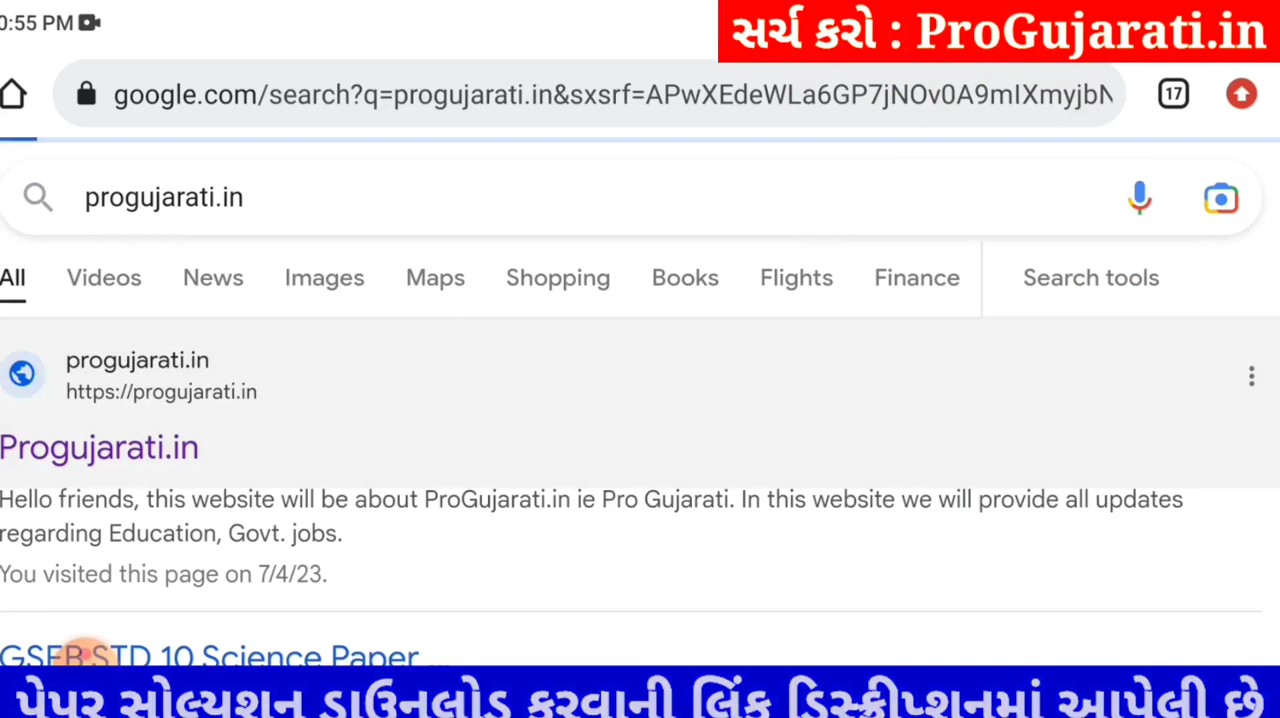 0:55 PM
સર્ચ કરો : ProGujarati.in
google.com/search?q=progujarati.in&sxsrf=APwXEdeWLa6GP7jNOv0A9mIXmyjbN
17
progujarati.in
All Videos News Images Maps Shopping Books Flights Finance Search tools
progujarati.in
https://progujarati.in
Progujarati.in
Hello friends, this website will be about ProGujarati.in ie Pro Gujarati. In this website we will provide all updates
regarding Education, Govt. jobs.
You visited this page on 7/4/23.
GSEB STD 10 Science Paper ...
પેપર સોલ્યુશન ડાઉનલોડ કરવાની લિંક ડિસ્ક્રીપ્શનમાં આપેલી છે